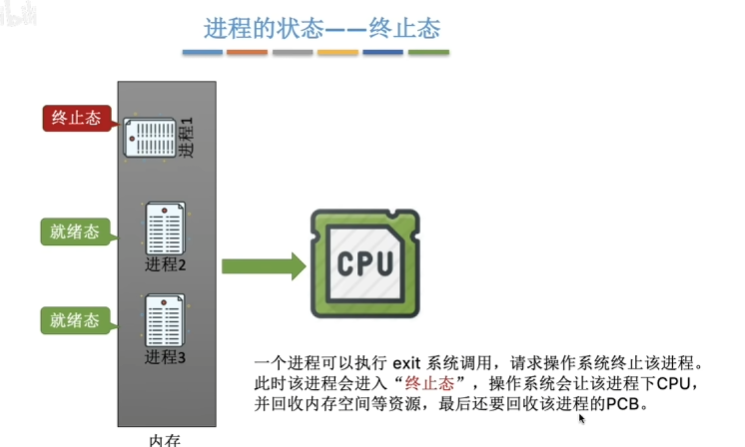 进程的状态——终止态
终止态
进程1
就绪态
进程2
CPU
就绪态
进程3
一个进程可以执行 exit 系统调用，请求操作系统终止该进程。
此时该进程会进入“终止态”，操作系统会让该进程下CPU，
并回收内存空间等资源，最后还要回收该进程的PCB。
内存